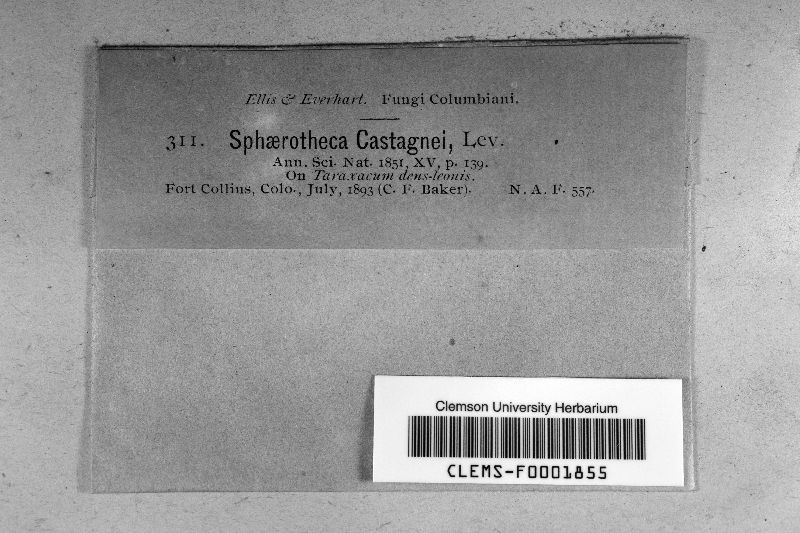 Ellis & Everhart. Fungi Columbiani.
311. Sphærotheca Castagnei, Lev.
Ann. Sci. Nat. 1851, XV, p. 139.
On Taraxacum dens-leonis.
Fort Collins, Colo., July, 1893 (C. F. Baker). N. A. F. 557.
Clemson University Herbarium
CLEMS-F0001855